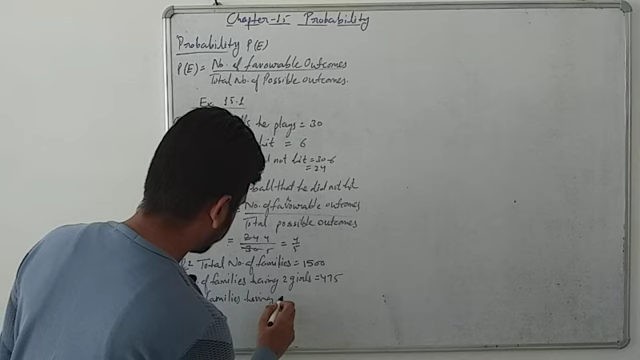 Chapter-15 Probability
Probability P(E)
P(E) = No. of favourable Outcomes
Total No. of Possible outcomes.
Ex. 15.1
he plays = 30
hit = 6
not hit = 30-6
= 24
ball that he did not hit
No. of favourable outcomes
Total possible outcomes
= 24 4 / 30 5 = 4/5
2 Total No. of families = 1500
of families having 2 girls = 475
families having